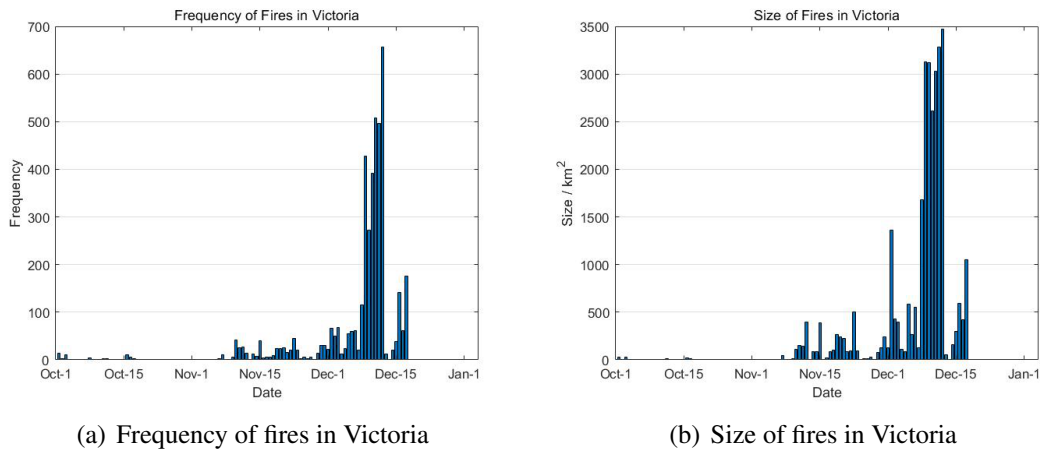 Frequency of Fires in Victoria
700
600
500
400
300
200
100
0
Frequency
Oct-1 Oct-15 Nov-1 Nov-15 Dec-1 Dec-15 Jan-1
Date
(a) Frequency of fires in Victoria
Size of Fires in Victoria
3500
3000
2500
2000
1500
1000
500
0
Size / km²
Oct-1 Oct-15 Nov-1 Nov-15 Dec-1 Dec-15 Jan-1
Date
(b) Size of fires in Victoria